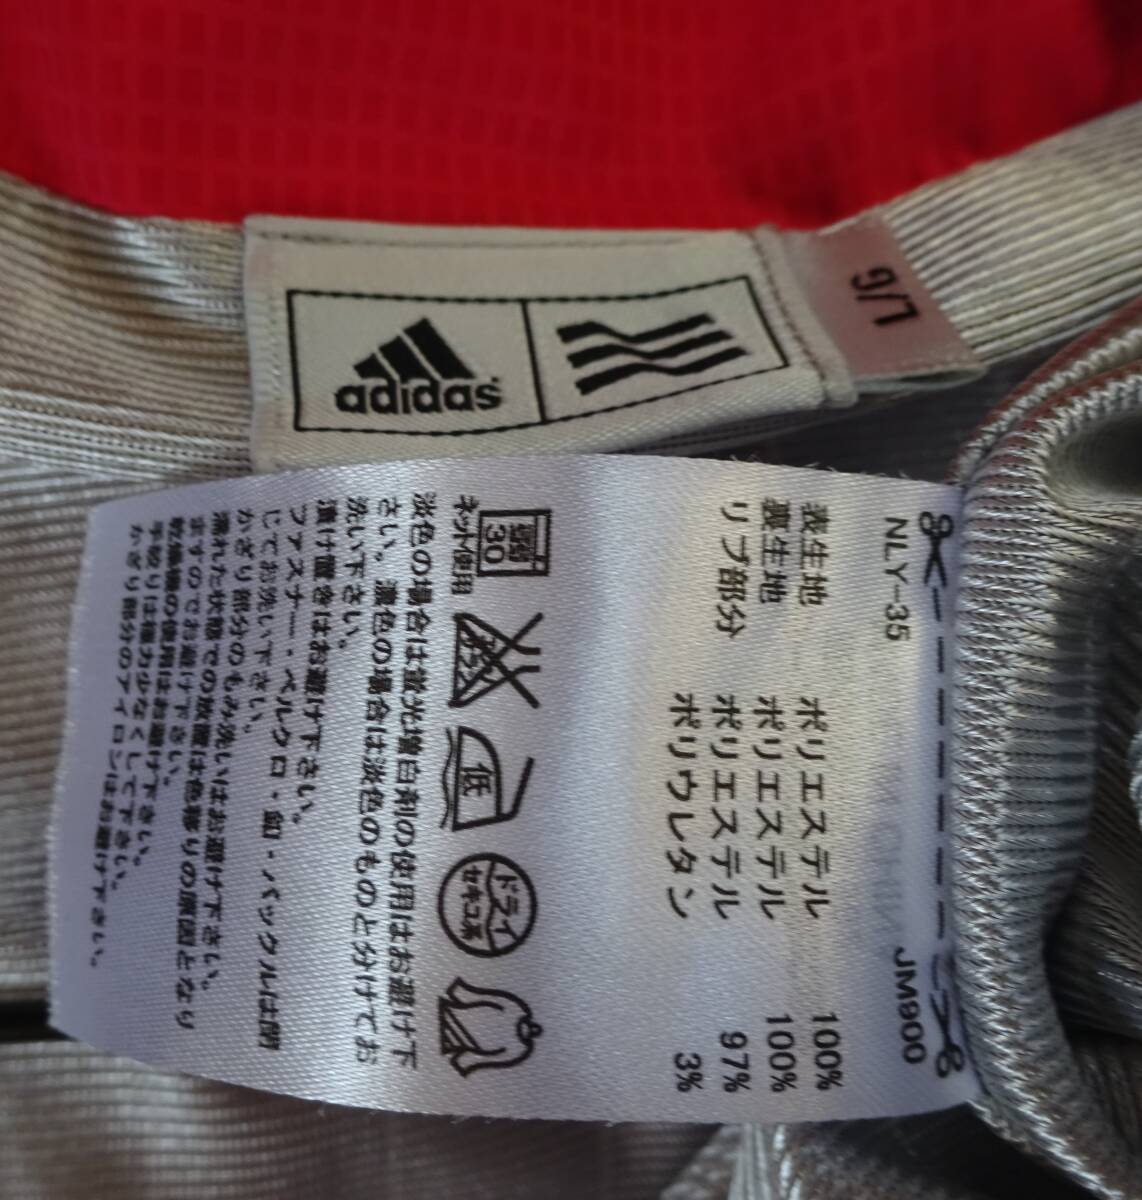 adidas
L/G
NLY-35 JM900
表生地 ポリエステル 100%
裏生地 ポリエステル 100%
リブ部分 ポリエステル 97%
ポリウレタン 3%
30
低
ドライ
セキユ系
ネット使用
淡色の場合は蛍光増白剤の使用はお避け下
さい。濃色の場合は淡色のものと分けてお
洗い下さい。
漬け置きはお避け下さい。
ファスナー・ベルクロ・釦・バックルは閉
じてお洗い下さい。
かざり部分のもみ洗いはお避け下さい。
濡れた状態での放置は色移りの原因となり
ますのでお避け下さい。
乾燥機の使用はお避け下さい。
手絞りは極力少なくして下さい。
かざり部分のアイロンはお避け下さい。